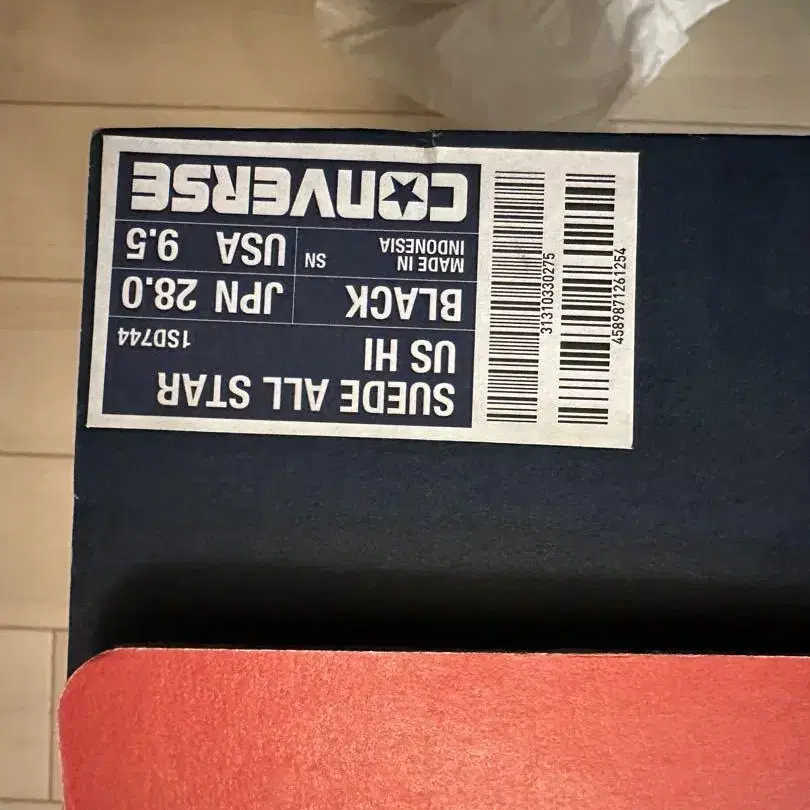 SUEDE ALL STAR
US HI
1SD744
BLACK
JPN 28.0
MADE IN
INDONESIA
SN
USA 9.5
CONVERSE
31310330275
4589871261254